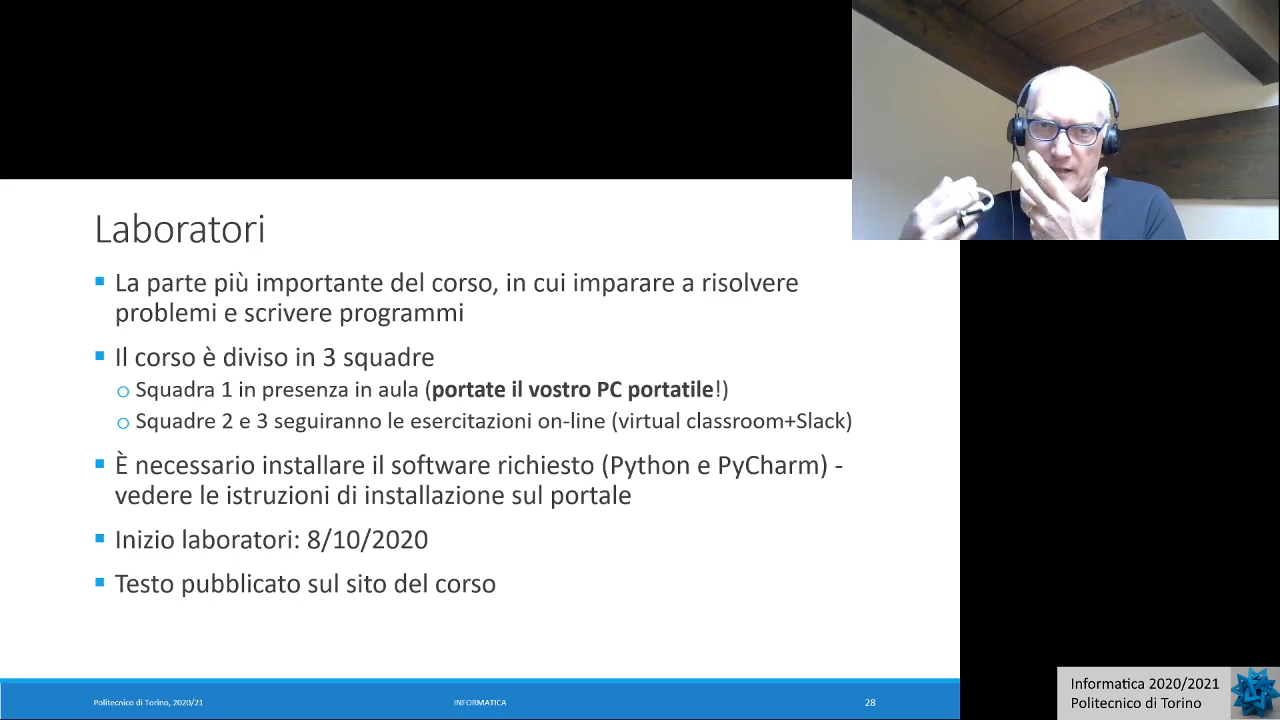 Laboratori
La parte più importante del corso, in cui imparare a risolvere
problemi e scrivere programmi
Il corso è diviso in 3 squadre
Squadra 1 in presenza in aula (portate il vostro PC portatile!)
Squadre 2 e 3 seguiranno le esercitazioni on-line (virtual classroom+Slack)
È necessario installare il software richiesto (Python e PyCharm) -
vedere le istruzioni di installazione sul portale
Inizio laboratori: 8/10/2020
Testo pubblicato sul sito del corso
Politecnico di Torino, 2020/21
INFORMATICA
28
Informatica 2020/2021
Politecnico di Torino